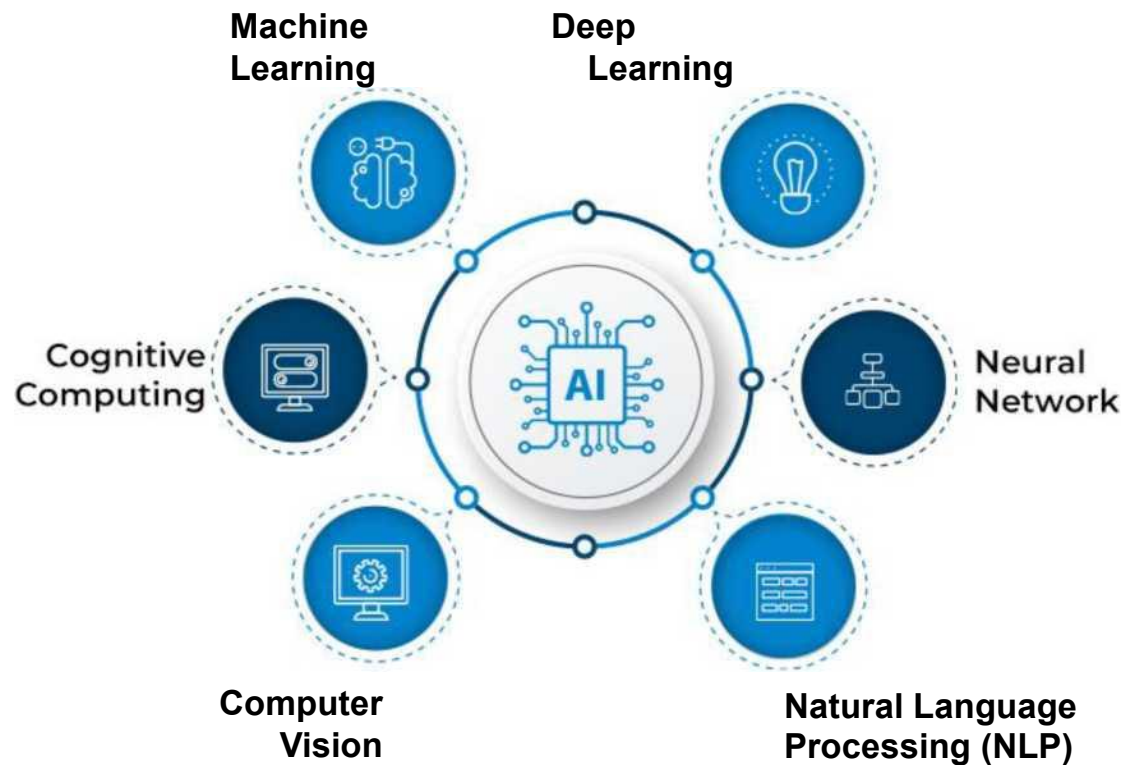 Machine
Learning
Deep
Learning
Cognitive
Computing
AI
Neural
Network
Computer
Vision
Natural Language
Processing (NLP)